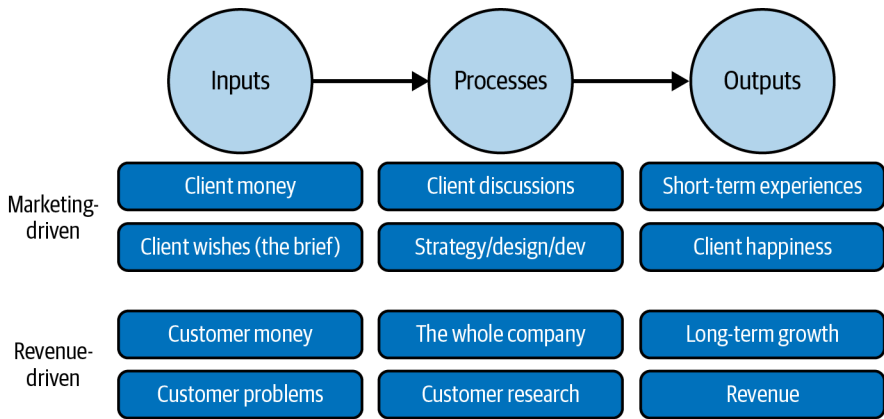 Inputs
Processes
Outputs
Marketing-
driven
Client money
Client discussions
Short-term experiences
Client wishes (the brief)
Strategy/design/dev
Client happiness
Revenue-
driven
Customer money
The whole company
Long-term growth
Customer problems
Customer research
Revenue